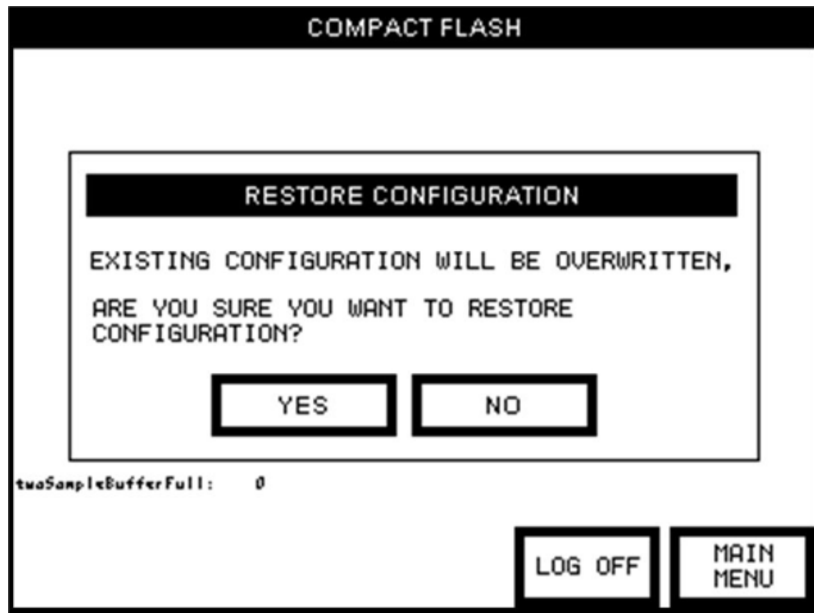 COMPACT FLASH
RESTORE CONFIGURATION
EXISTING CONFIGURATION WILL BE OVERWRITTEN,
ARE YOU SURE YOU WANT TO RESTORE
CONFIGURATION?
YES NO
twoSampleBufferFull: 0
LOG OFF
MAIN
MENU